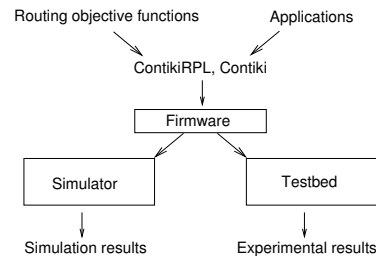 Routing objective functions
Applications
ContikiRPL, Contiki
Firmware
Simulator
Testbed
Simulation results
Experimental results